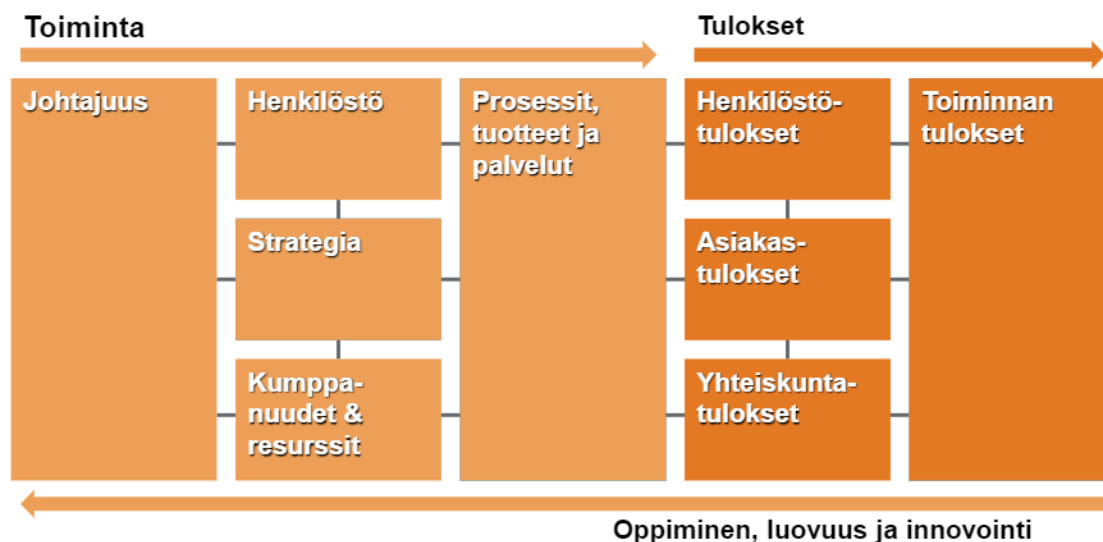 Toiminta
Tulokset
Johtajuus
Henkilöstö
Prosessit,
tuotteet ja
palvelut
Henkilöstö-
tulokset
Toiminnan
tulokset
Strategia
Asiakas-
tulokset
Kumppa-
nuudet &
resurssit
Yhteiskunta-
tulokset
Oppiminen, luovuus ja innovointi